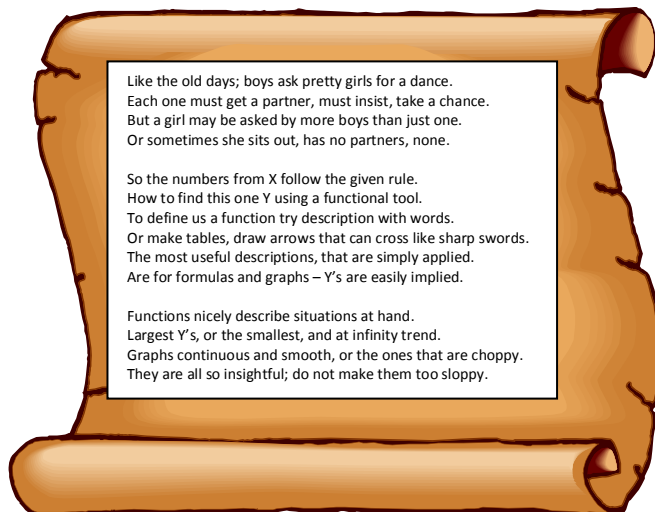 Like the old days; boys ask pretty girls for a dance.
Each one must get a partner, must insist, take a chance.
But a girl may be asked by more boys than just one.
Or sometimes she sits out, has no partners, none.

So the numbers from X follow the given rule.
How to find this one Y using a functional tool.
To define us a function try description with words.
Or make tables, draw arrows that can cross like sharp swords.
The most useful descriptions, that are simply applied.
Are for formulas and graphs – Y's are easily implied.

Functions nicely describe situations at hand.
Largest Y's, or the smallest, and at infinity trend.
Graphs continuous and smooth, or the ones that are choppy.
They are all so insightful; do not make them too sloppy.